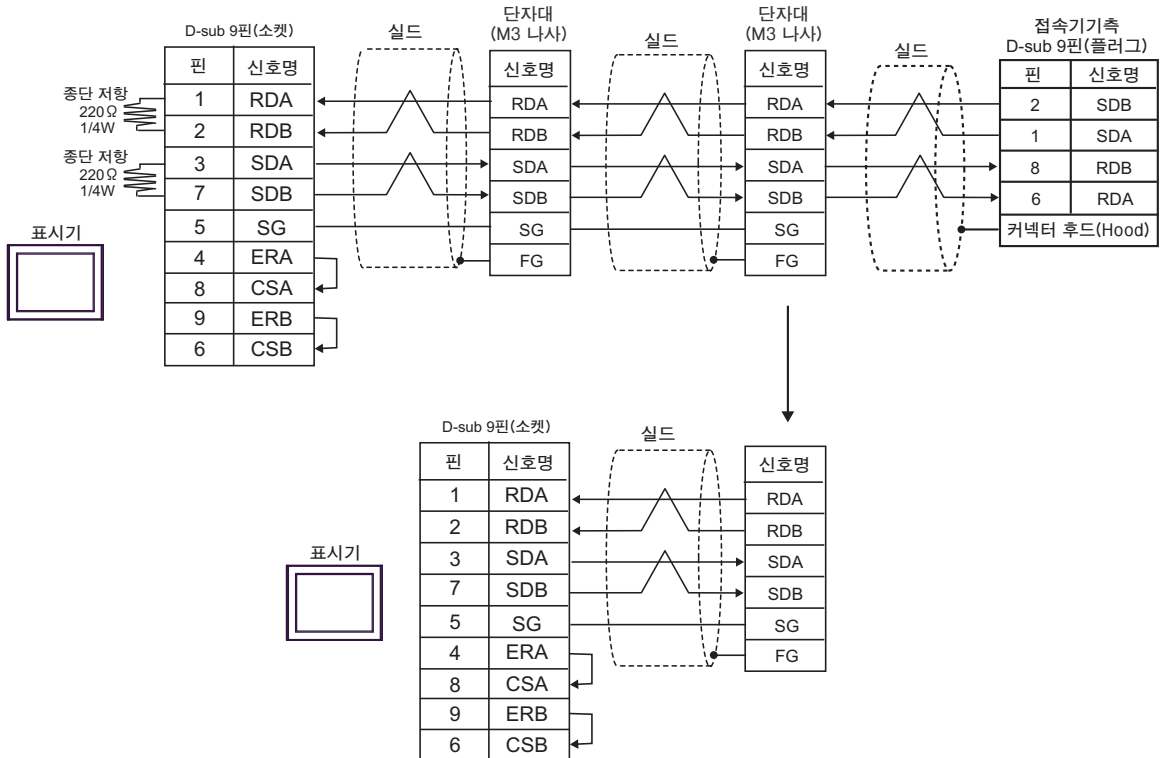 D-sub 9핀(소켓)
핀 신호명
1 RDA
2 RDB
3 SDA
7 SDB
5 SG
4 ERA
8 CSA
9 ERB
6 CSB
종단 저항
220Ω
1/4W
종단 저항
220Ω
1/4W
표시기
실드
단자대
(M3 나사)
신호명
RDA
RDB
SDA
SDB
SG
FG
실드
단자대
(M3 나사)
신호명
RDA
RDB
SDA
SDB
SG
FG
실드
접속기기측
D-sub 9핀(플러그)
핀 신호명
2 SDB
1 SDA
8 RDB
6 RDA
커넥터 후드(Hood)
표시기
D-sub 9핀(소켓)
핀 신호명
1 RDA
2 RDB
3 SDA
7 SDB
5 SG
4 ERA
8 CSA
9 ERB
6 CSB
실드
신호명
RDA
RDB
SDA
SDB
SG
FG